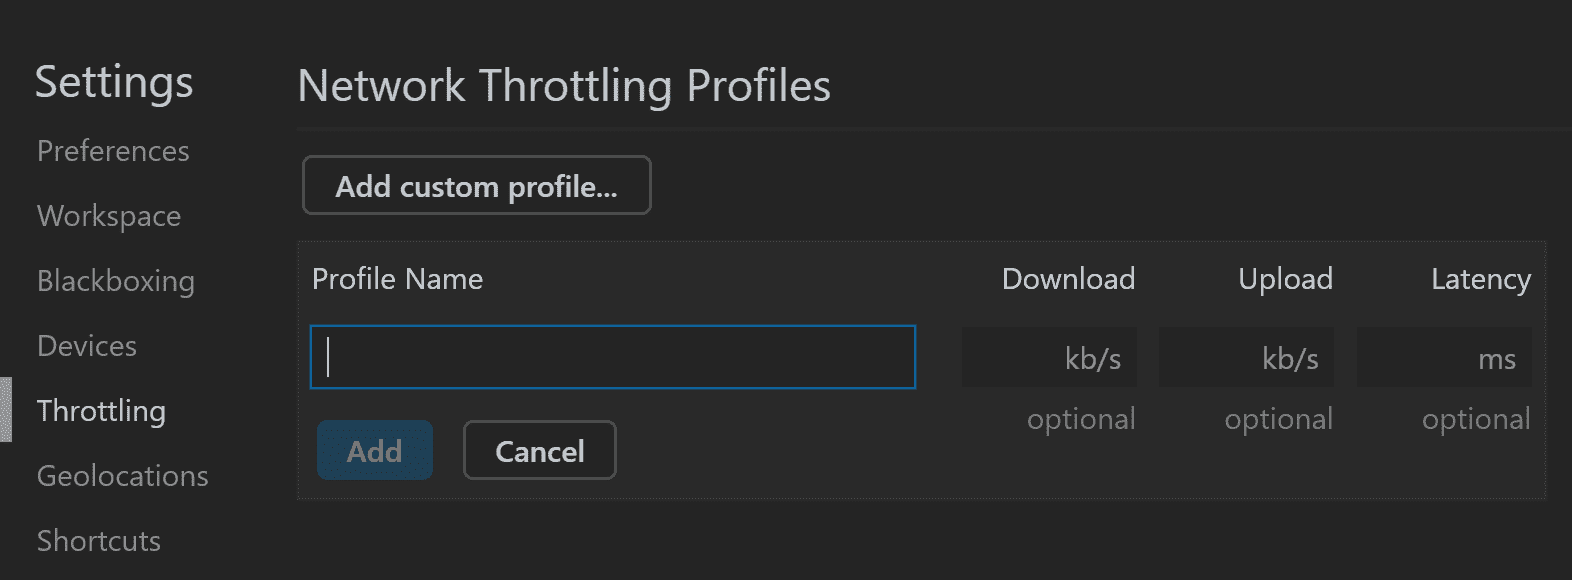 Settings
Preferences
Workspace
Blackboxing
Devices
Throttling
Geolocations
Shortcuts
Network Throttling Profiles
Add custom profile...
Profile Name Download Upload Latency
kb/s kb/s ms
optional optional optional
Add Cancel